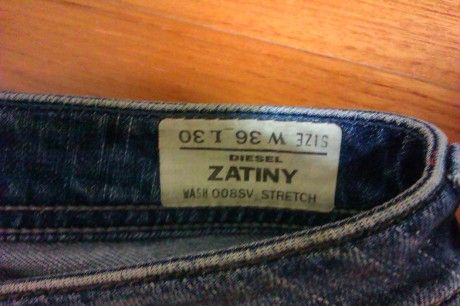 SIZE W 36 L 30
DIESEL
ZATINY
WASH 008SV, STRETCH